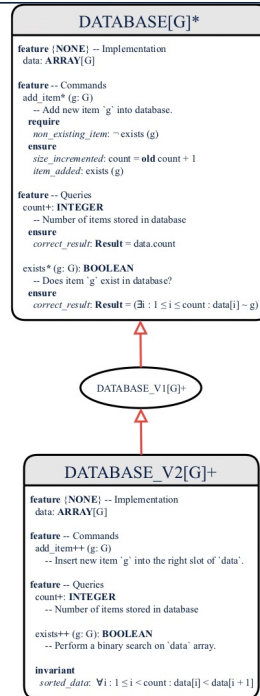 DATABASE[G]*
feature {NONE} -- Implementation
data: ARRAY[G]
feature -- Commands
add_item* (g: G)
-- Add new item `g` into database.
require
non_existing_item: ¬ exists (g)
ensure
size_incremented: count = old count + 1
item_added: exists (g)
feature -- Queries
count+: INTEGER
-- Number of items stored in database
ensure
correct_result: Result = data.count
exists* (g: G): BOOLEAN
-- Does item `g` exist in database?
ensure
correct_result: Result = (∃i : 1 ≤ i ≤ count : data[i] ~ g)
DATABASE_V1[G]+
DATABASE_V2[G]+
feature {NONE} -- Implementation
data: ARRAY[G]
feature -- Commands
add_item++ (g: G)
-- Insert new item `g` into the right slot of `data`.
feature -- Queries
count+: INTEGER
-- Number of items stored in database
exists++ (g: G): BOOLEAN
-- Perform a binary search on `data` array.
invariant
sorted_data: ∀i : 1 ≤ i < count : data[i] < data[i + 1]